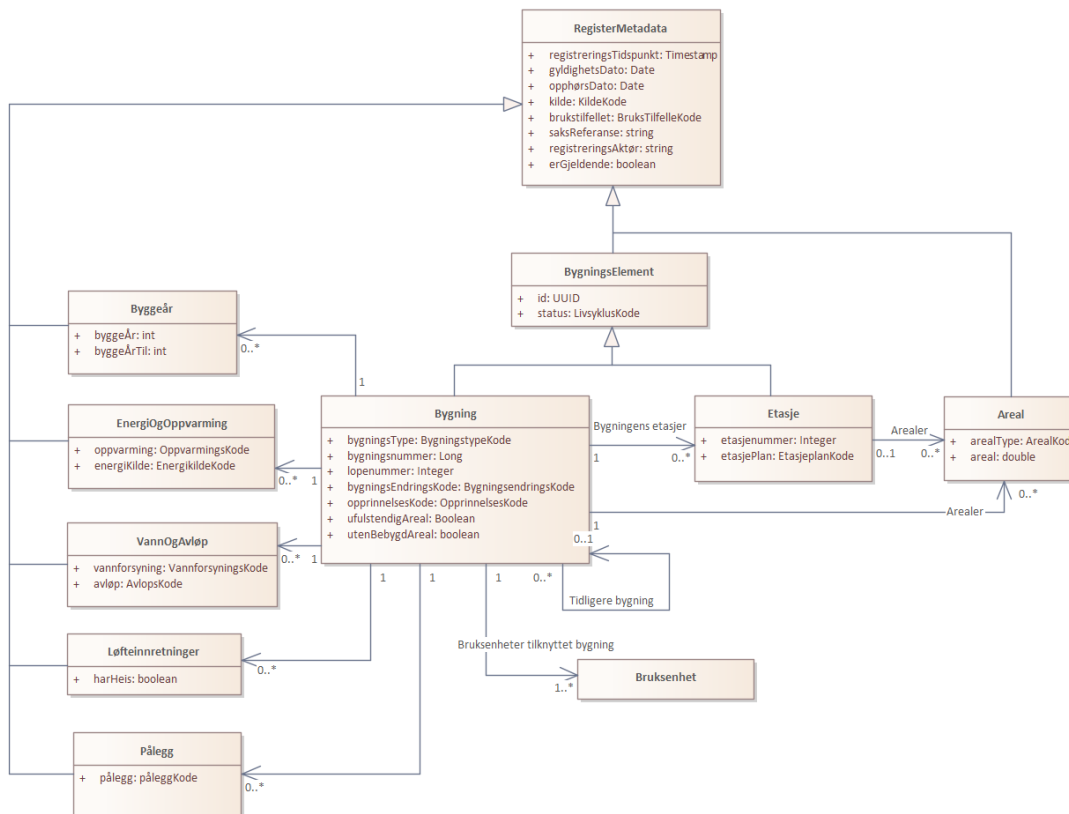 RegisterMetadata
+ registreringsTidspunkt: Timestamp
+ gyldighetsDato: Date
+ opphørsDato: Date
+ kilde: KildeKode
+ brukstilfellet: BruksTilfelleKode
+ saksReferanse: string
+ registreringsAktør: string
+ erGjeldende: boolean
BygningsElement
+ id: UUID
+ status: LivsyklusKode
Byggeår
+ byggeÅr: int
+ byggeÅrTil: int
0..*
1
EnergiOgOppvarming
+ oppvarming: OppvarmingsKode
+ energiKilde: EnergikildeKode
0..*
1
Bygning
+ bygningsType: BygningstypeKode
+ bygningsnummer: Long
+ lopenummer: Integer
+ bygningsEndringsKode: BygningsendringsKode
+ opprinnelsesKode: OpprinnelsesKode
+ ufulstendigAreal: Boolean
+ utenBebygdAreal: boolean
Bygningens etasjer
1
0..*
Etasje
+ etasjenummer: Integer
+ etasjePlan: EtasjeplanKode
Arealer
0..1
0..*
Areal
+ arealType: ArealKod
+ areal: double
0..*
Arealer
1
0..1
VannOgAvløp
+ vannforsyning: VannforsyningsKode
+ avløp: AvlopsKode
0..*
1
1
1
1
0..*
Tidligere bygning
Løfteinnretninger
+ harHeis: boolean
0..*
Bruksenheter tilknyttet bygning
1..*
Bruksenhet
Pålegg
+ pålegg: påleggKode
0..*